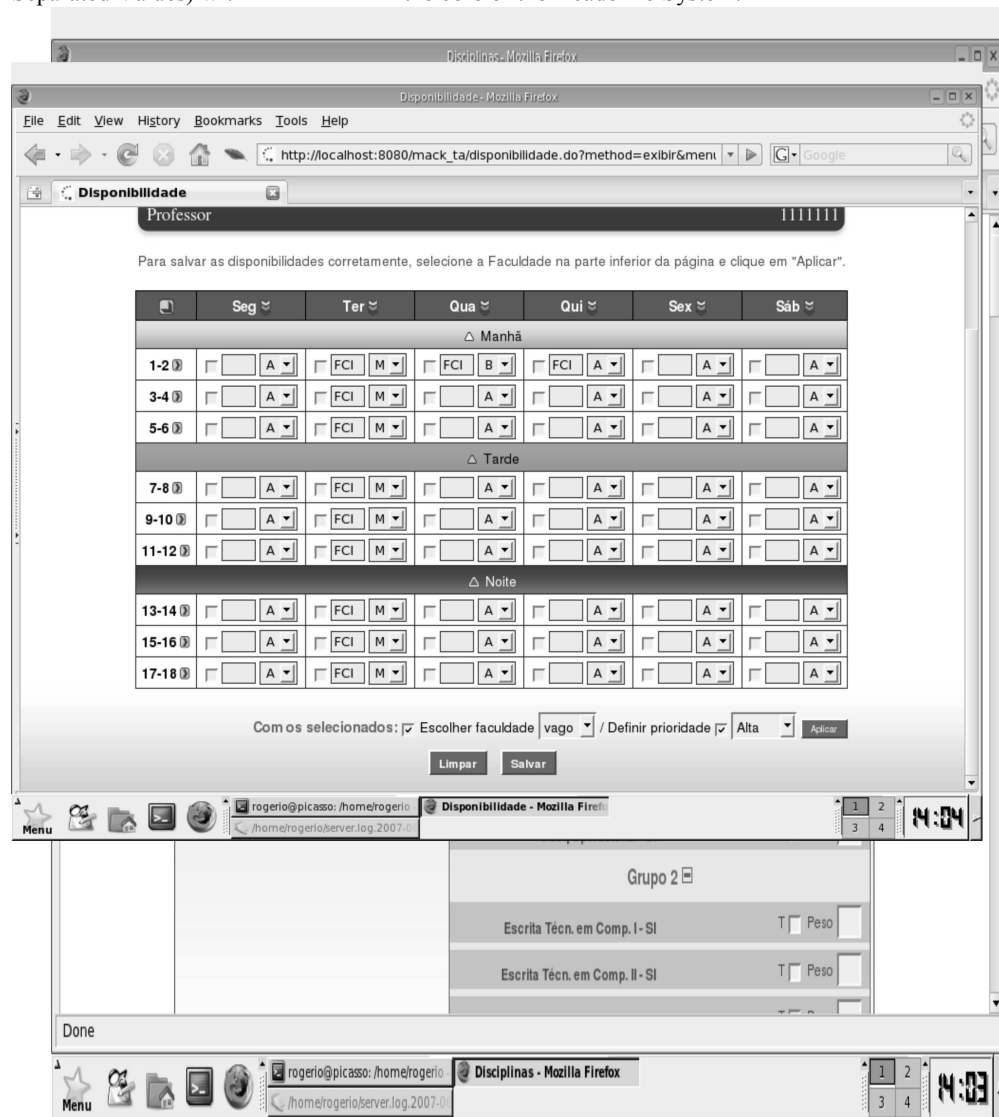 Disciplinas - Mozilla Firefox
Disponibilidade - Mozilla Firefox
File Edit View History Bookmarks Tools Help
http://localhost:8080/mack_ta/disponibilidade.do?method=exibir&menu G Google
Disponibilidade
Professor 1111111
Para salvar as disponibilidades corretamente, selecione a Faculdade na parte inferior da página e clique em "Aplicar".
Seg Ter Qua Qui Sex Sáb
Manhã
1-2 A FCI M FCI B FCI A A A
3-4 A FCI M A A A A
5-6 A FCI M A A A A
Tarde
7-8 A FCI M A A A A
9-10 A FCI M A A A A
11-12 A FCI M A A A A
Noite
13-14 A FCI M A A A A
15-16 A FCI M A A A A
17-18 A FCI M A A A A
Com os selecionados: Escolher faculdade vago / Definir prioridade Alta Aplicar
Limpar Salvar
Menu rogerio@picasso: /home/rogerio - Disponibilidade - Mozilla Firefo 1 2 14:04
/home/rogerio/server.log.2007-0 3 4
Grupo 2
Escrita Técn. em Comp. I - SI T Peso
Escrita Técn. em Comp. II - SI T Peso
Done
Menu rogerio@picasso: /home/rogerio - Disciplinas - Mozilla Firefox 1 2 14:03
/home/rogerio/server.log.2007-0 3 4